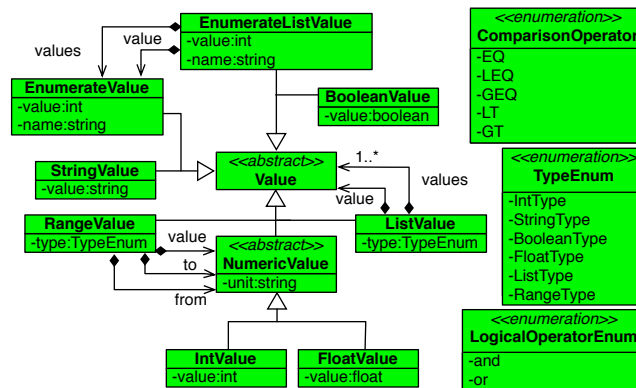 EnumerateListValue
-value:int
-name:string
values
value
EnumerateValue
-value:int
-name:string
BooleanValue
-value:boolean
StringValue
-value:string
<<abstract>>
Value
1..*
values
value
RangeValue
-type:TypeEnum
value
to
from
ListValue
-type:TypeEnum
<<abstract>>
NumericValue
-unit:string
IntValue
-value:int
FloatValue
-value:float
<<enumeration>>
ComparisonOperator
-EQ
-LEQ
-GEQ
-LT
-GT
<<enumeration>>
TypeEnum
-IntType
-StringType
-BooleanType
-FloatType
-ListType
-RangeType
<<enumeration>>
LogicalOperatorEnum
-and
-or